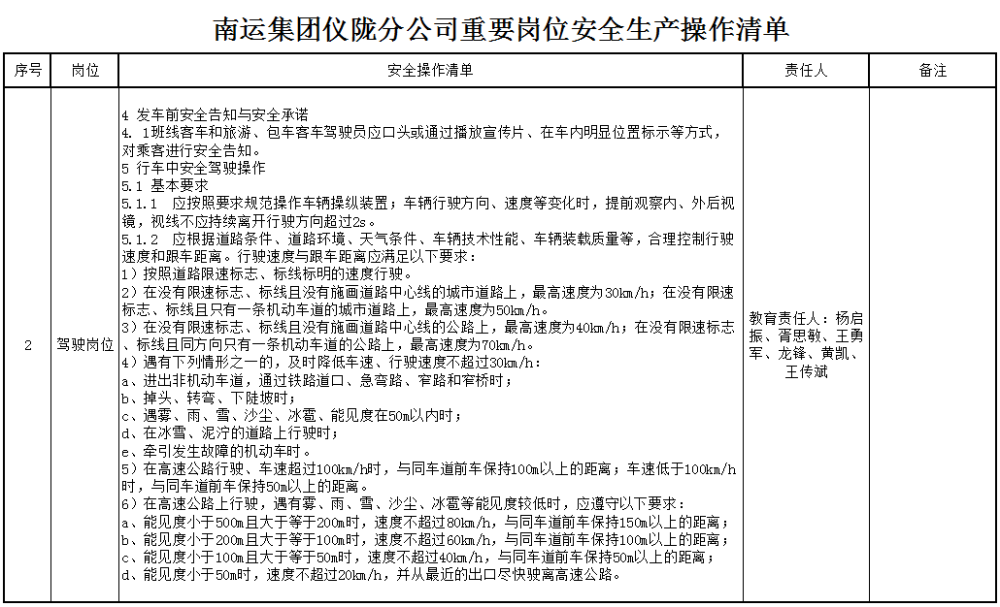 南运集团仪陇分公司重要岗位安全生产操作清单
序号 岗位 安全操作清单 责任人 备注
2
驾驶岗位
4 发车前安全告知与安全承诺
4. 1班线客车和旅游、包车客车驾驶员应口头或通过播放宣传片、在车内明显位置标示等方式，
对乘客进行安全告知。
5 行车中安全驾驶操作
5.1 基本要求
5.1.1 应按照要求规范操作车辆操纵装置；车辆行驶方向、速度等变化时，提前观察内、外后视
镜，视线不应持续离开行驶方向超过2s。
5.1.2 应根据道路条件、道路环境、天气条件、车辆技术性能、车辆装载质量等，合理控制行驶
速度和跟车距离。行驶速度与跟车距离应满足以下要求：
1）按照道路限速标志、标线标明的速度行驶。
2）在没有限速标志、标线且没有施画道路中心线的城市道路上，最高速度为30km/h；在没有限速
标志、标线且只有一条机动车道的城市道路上，最高速度为50km/h。
3）在没有限速标志、标线且没有施画道路中心线的公路上，最高速度为40km/h；在没有限速标志
、标线且同方向只有一条机动车道的公路上，最高速度为70km/h。
4）遇有下列情形之一的，及时降低车速、行驶速度不超过30km/h：
a、进出非机动车道，通过铁路道口、急弯路、窄路和窄桥时；
b、掉头、转弯、下陡坡时；
c、遇雾、雨、雪、沙尘、冰雹、能见度在50m以内时；
d、在冰雪、泥泞的道路上行驶时；
e、牵引发生故障的机动车时。
5）在高速公路行驶、车速超过100km/h时，与同车道前车保持100m以上的距离；车速低于100km/h
时，与同车道前车保持50m以上的距离。
6）在高速公路上行驶，遇有雾、雨、雪、沙尘、冰雹等能见度较低时，应遵守以下要求：
a、能见度小于500m且大于等于200m时，速度不超过80km/h，与同车道前车保持150m以上的距离；
b、能见度小于200m且大于等于100m时，速度不超过60km/h，与同车道前车保持100m以上的距离；
c、能见度小于100m且大于等于50m时，速度不超过40km/h，与同车道前车保持50m以上的距离；
d、能见度小于50m时，速度不超过20km/h，并从最近的出口尽快驶离高速公路。
教育责任人：杨启
振、胥思敏、王勇
军、龙锋、黄凯、
王传斌